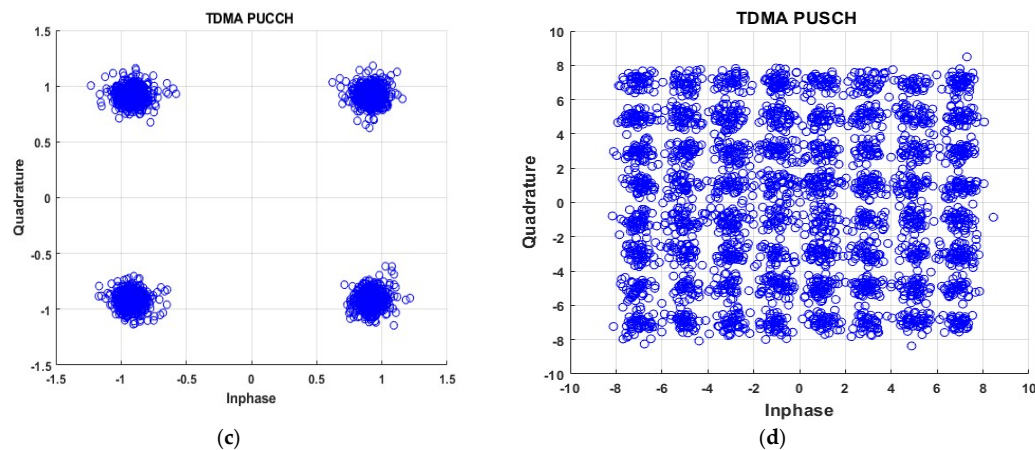 TDMA PUCCH
1.5
1
0.5
0
-0.5
-1
-1.5
Quadrature
-1.5 -1 -0.5 0 0.5 1 1.5
Inphase
(c)
TDMA PUSCH
10
8
6
4
2
0
-2
-4
-6
-8
-10
Quadrature
-10 -8 -6 -4 -2 0 2 4 6 8 10
Inphase
(d)